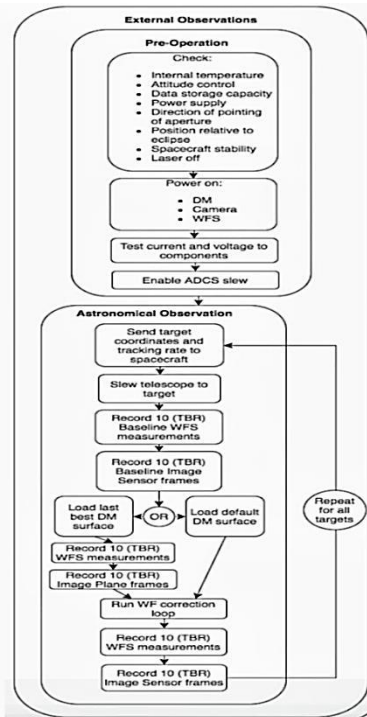 External Observations
Pre-Operation
Check:
Internal temperature
Attitude control
Data storage capacity
Power supply
Direction of pointing
of aperture
Position relative to
eclipse
Spacecraft stability
Laser off
Power on:
DM
Camera
WFS
Test current and voltage to
components
Enable ADCS slew
Astronomical Observation
Send target
coordinates and
tracking rate to
spacecraft
Slew telescope to
target
Record 10 (TBR)
Baseline WFS
measurements
Record 10 (TBR)
Baseline Image
Sensor frames
Load last
best DM
surface
OR
Load default
DM surface
Repeat
for all
targets
Record 10 (TBR)
WFS measurements
Record 10 (TBR)
Image Plane frames
Run WF correction
loop
Record 10 (TBR)
WFS measurements
Record 10 (TBR)
Image Sensor frames